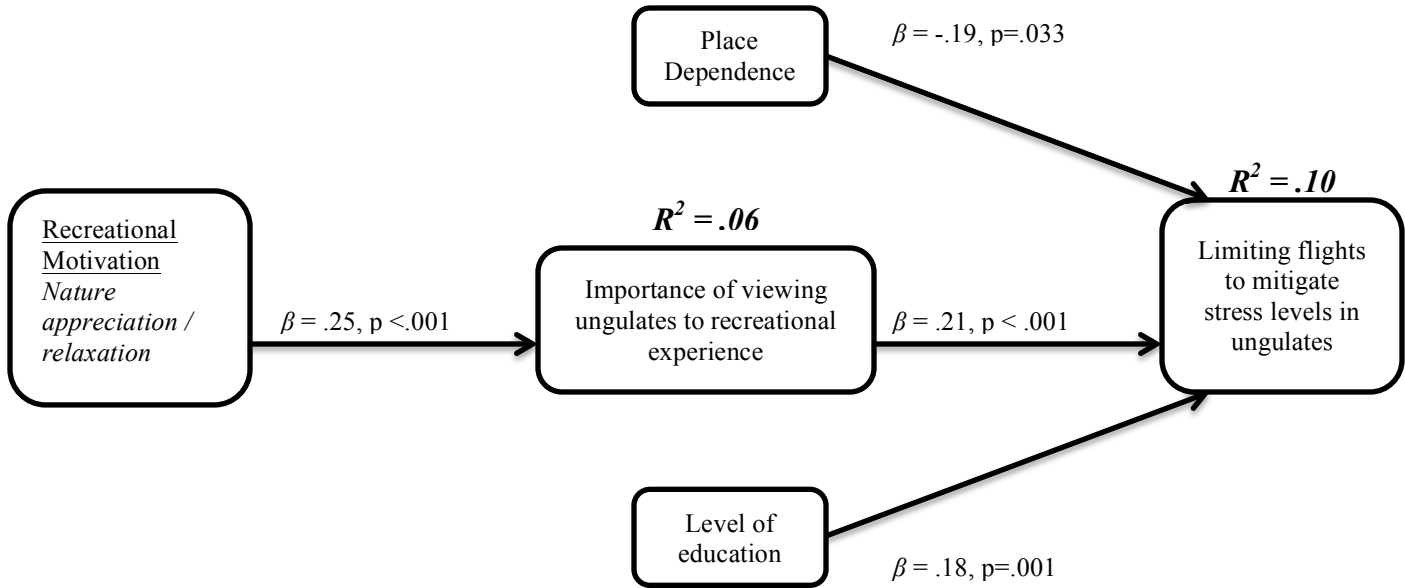 Place
Dependence
β = -.19, p=.033
Recreational
Motivation
Nature
appreciation /
relaxation
β = .25, p <.001
R² = .06
Importance of viewing
ungulates to recreational
experience
β = .21, p < .001
R² = .10
Limiting flights
to mitigate
stress levels in
ungulates
Level of
education
β = .18, p=.001